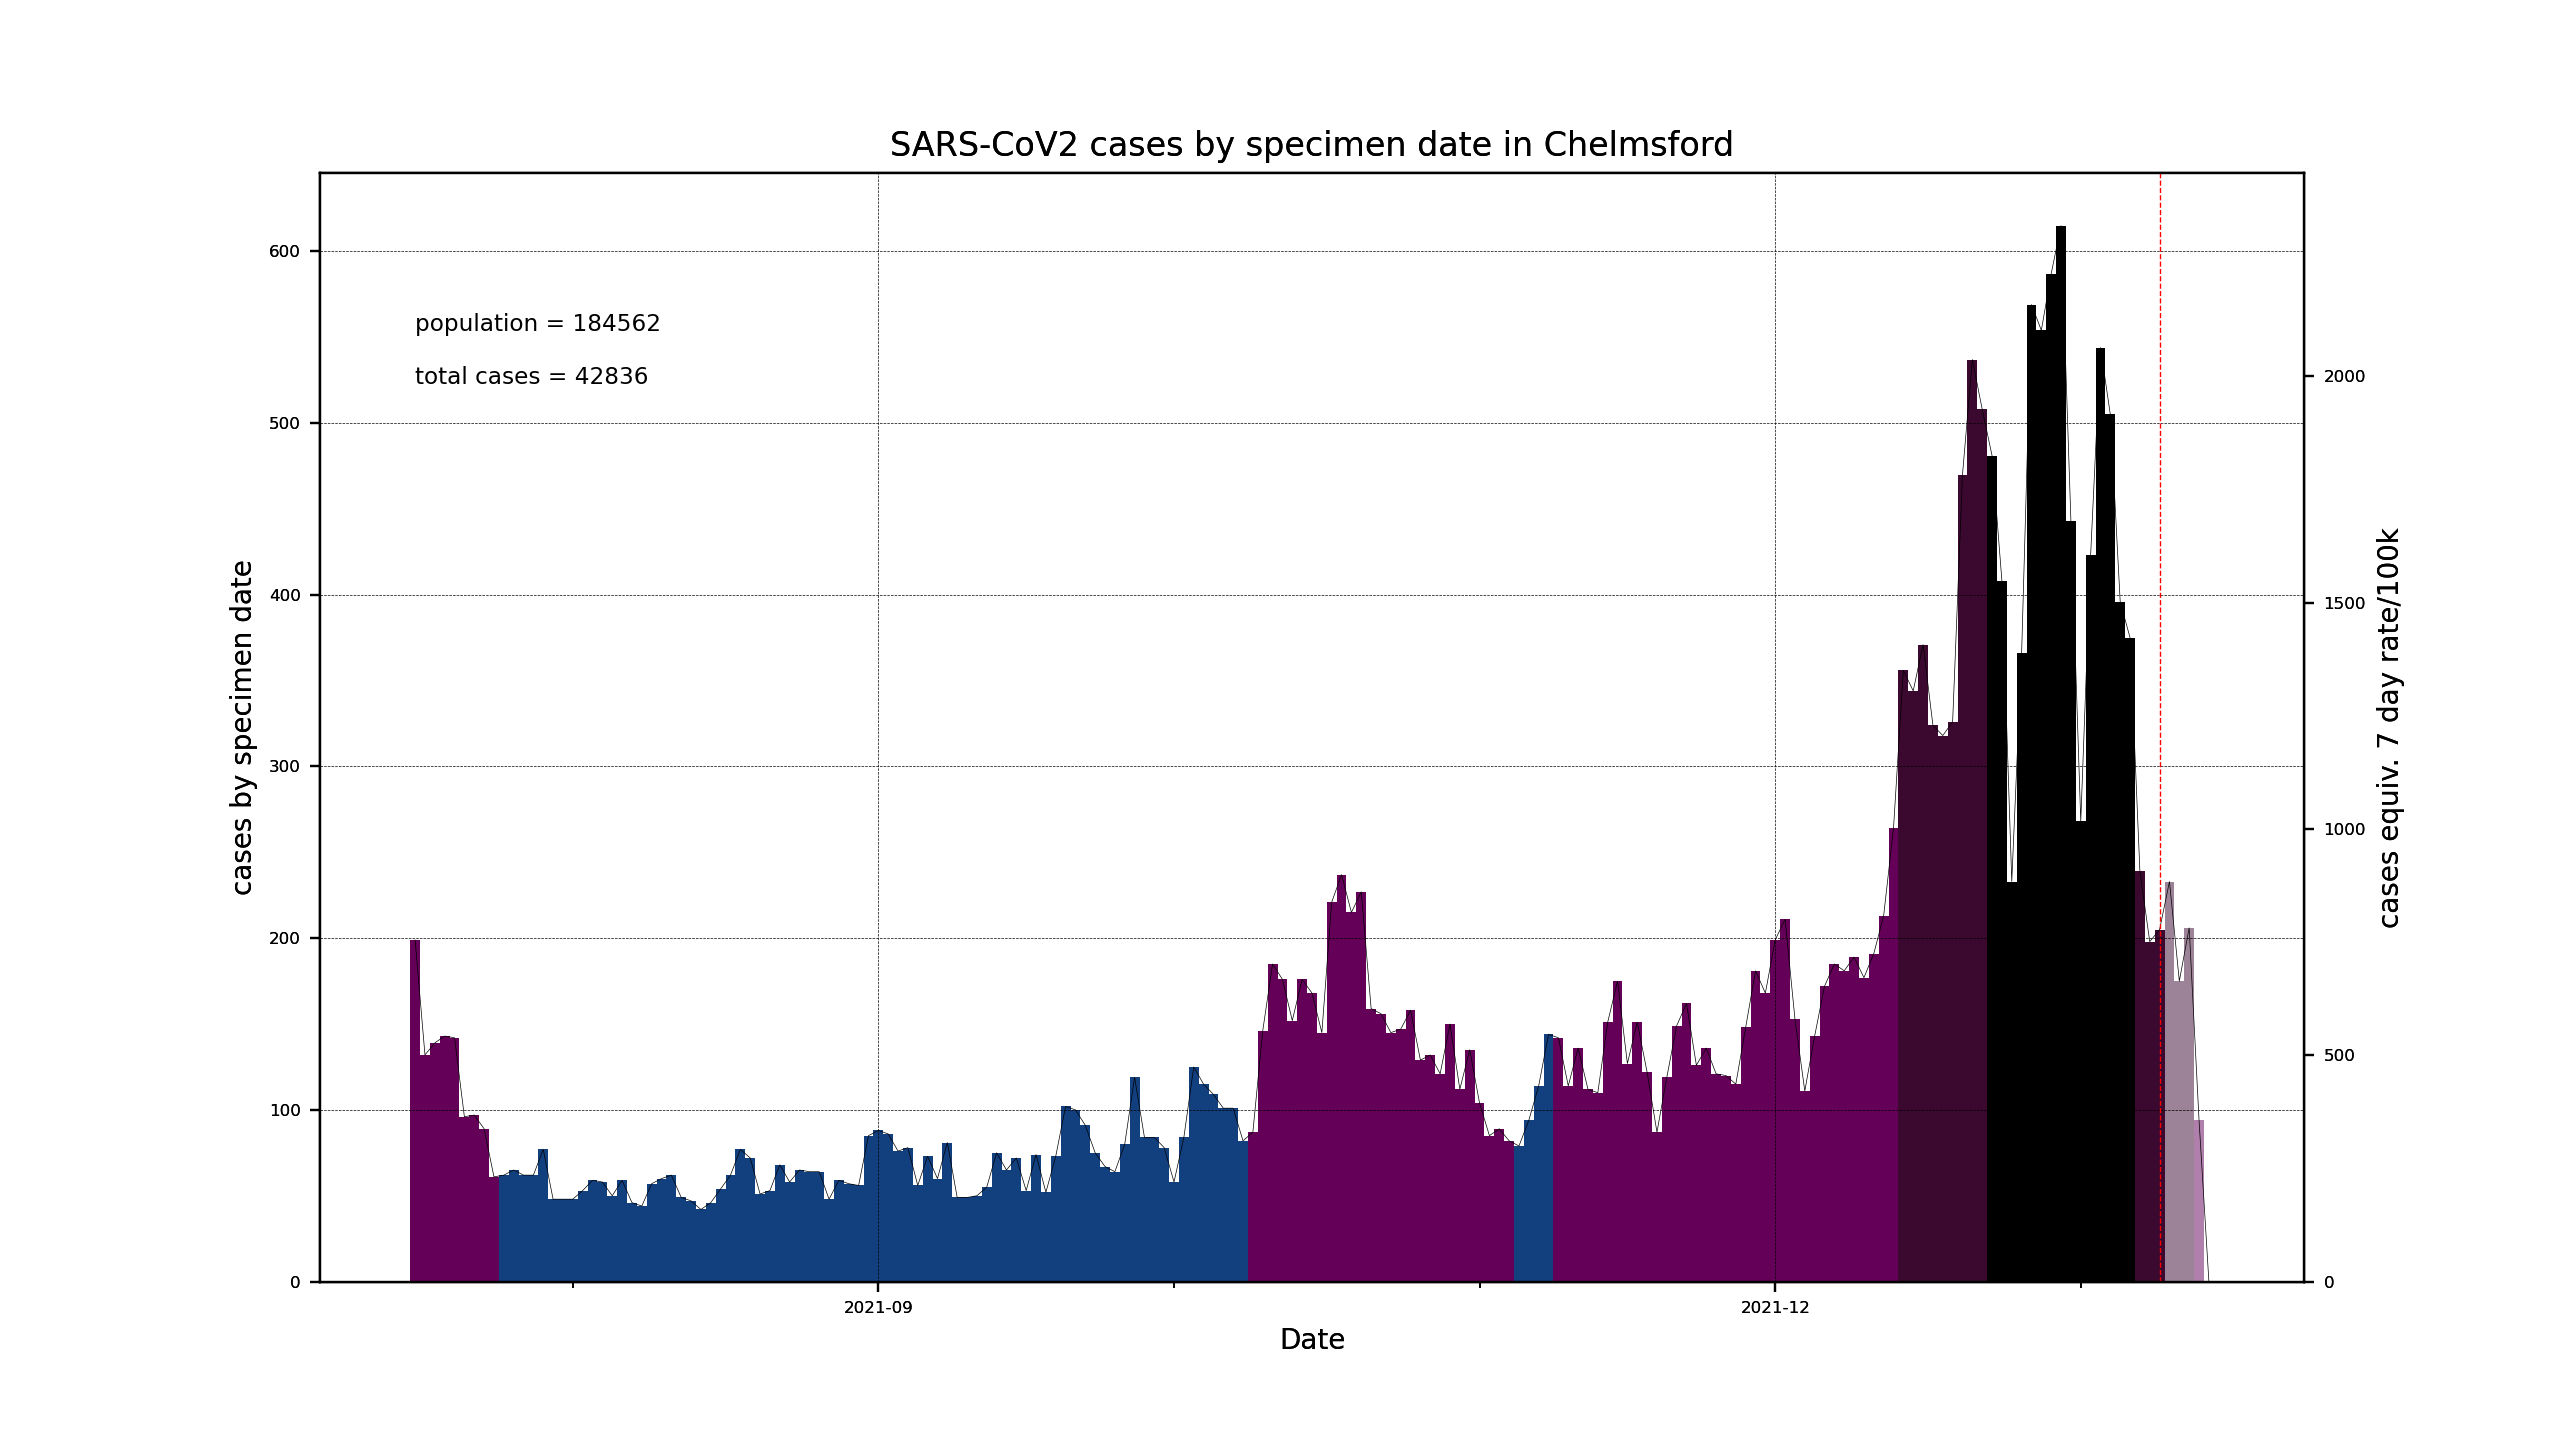 SARS-CoV2 cases by specimen date in Chelmsford
population = 184562
total cases = 42836
cases by specimen date
600
500
400
300
200
100
0
2000
1500
1000
500
0
cases equiv. 7 day rate/100k
2021-09
2021-12
Date